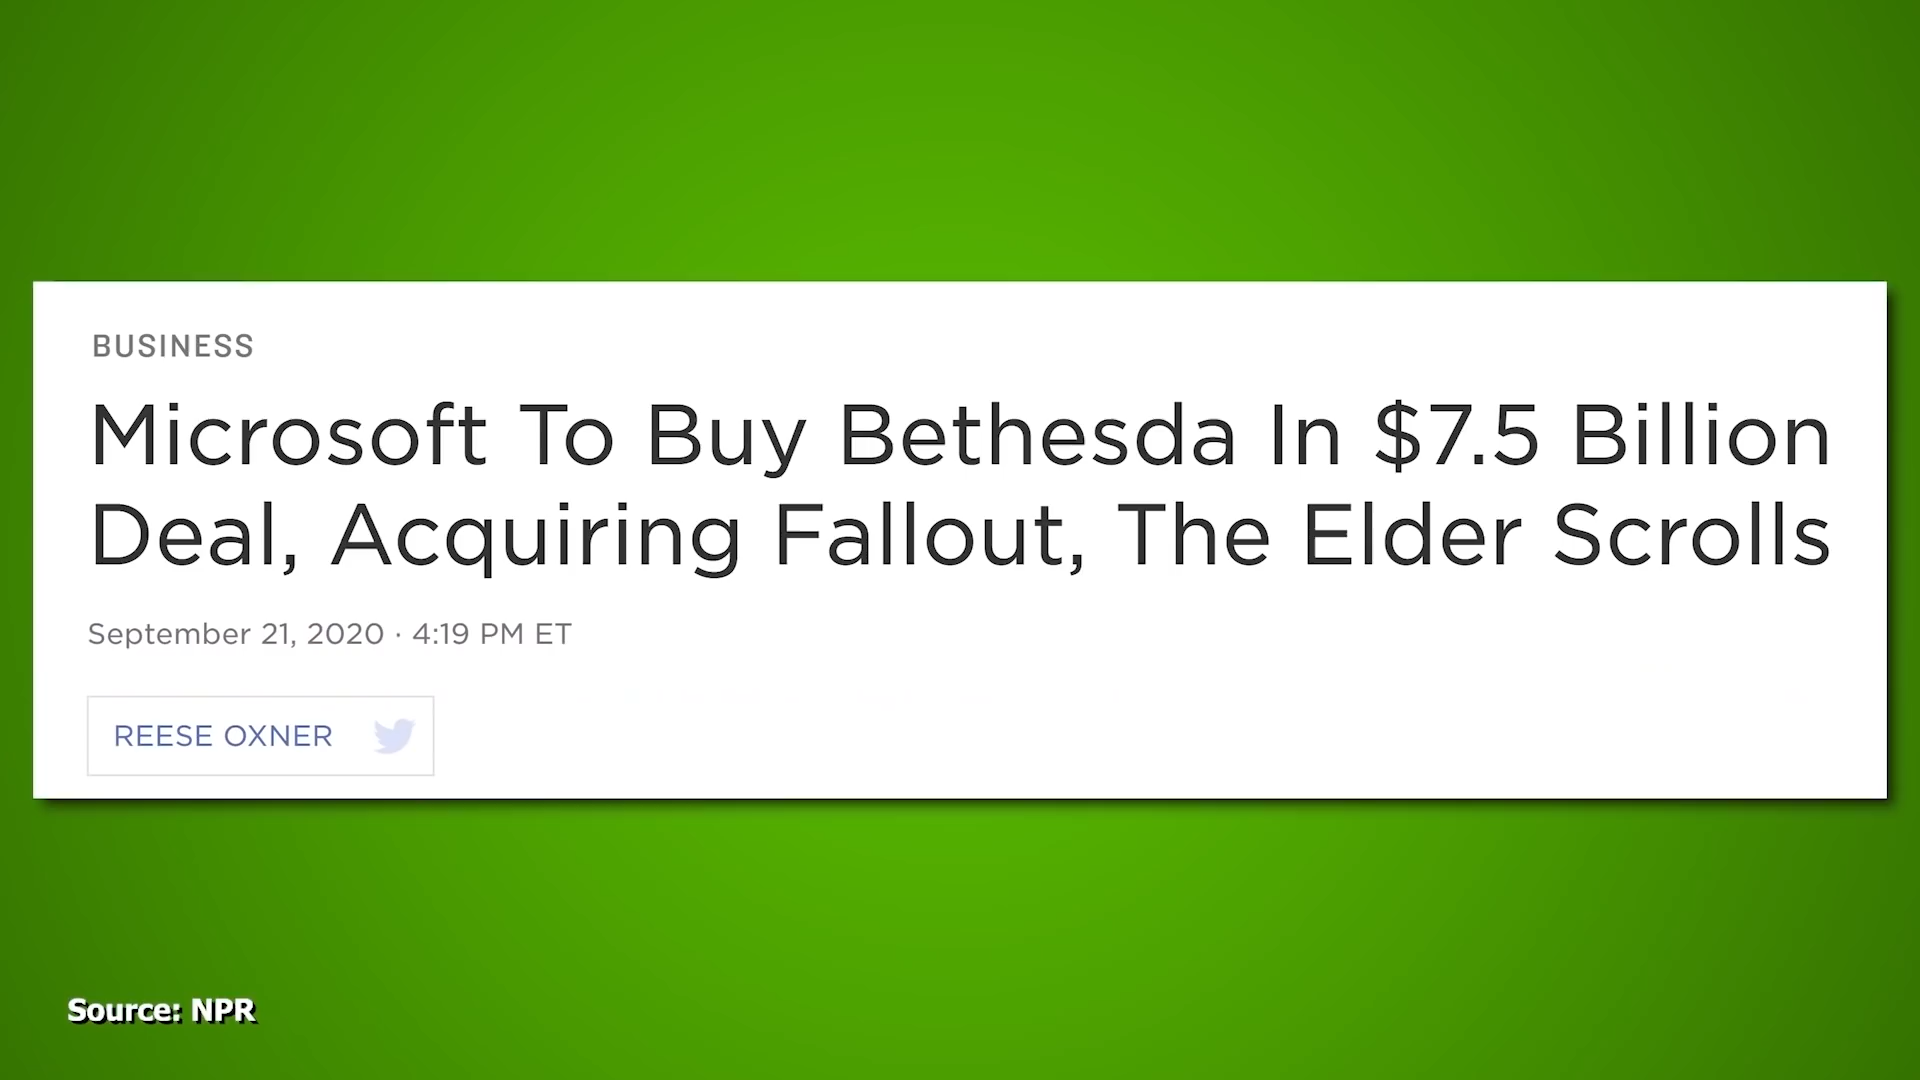 BUSINESS
Microsoft To Buy Bethesda In $7.5 Billion
Deal, Acquiring Fallout, The Elder Scrolls
September 21, 2020 · 4:19 PM ET
REESE OXNER
Source: NPR